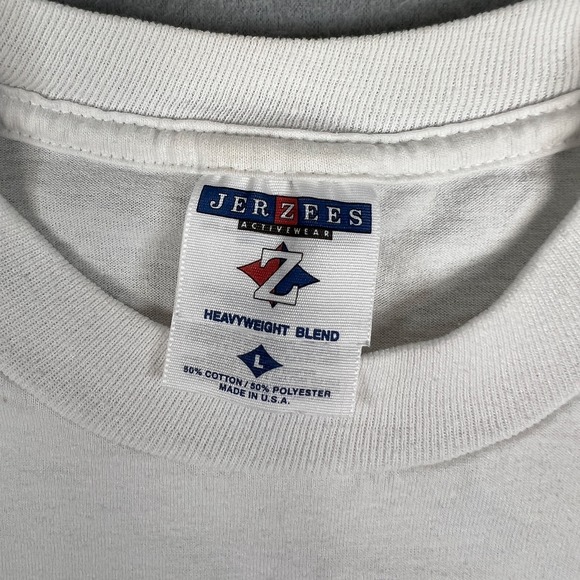 JERZEES
ACTIVEWEAR
Z
HEAVYWEIGHT BLEND
L
50% COTTON / 50% POLYESTER
MADE IN U.S.A.